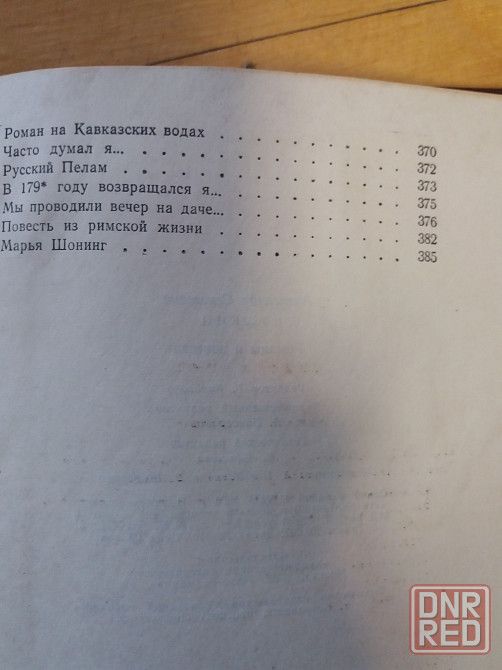 Роман на Кавказских водах . . . . . . . . . . 370
Часто думал я... . . . . . . . . . . . . . 372
Русский Пелам . . . . . . . . . . . . . . 373
В 179* году возвращался я... . . . . . . . . . 375
Мы проводили вечер на даче... . . . . . . . . 376
Повесть из римской жизни . . . . . . . . . . 382
Марья Шонинг . . . . . . . . . . . . . . 385
DNR
RED